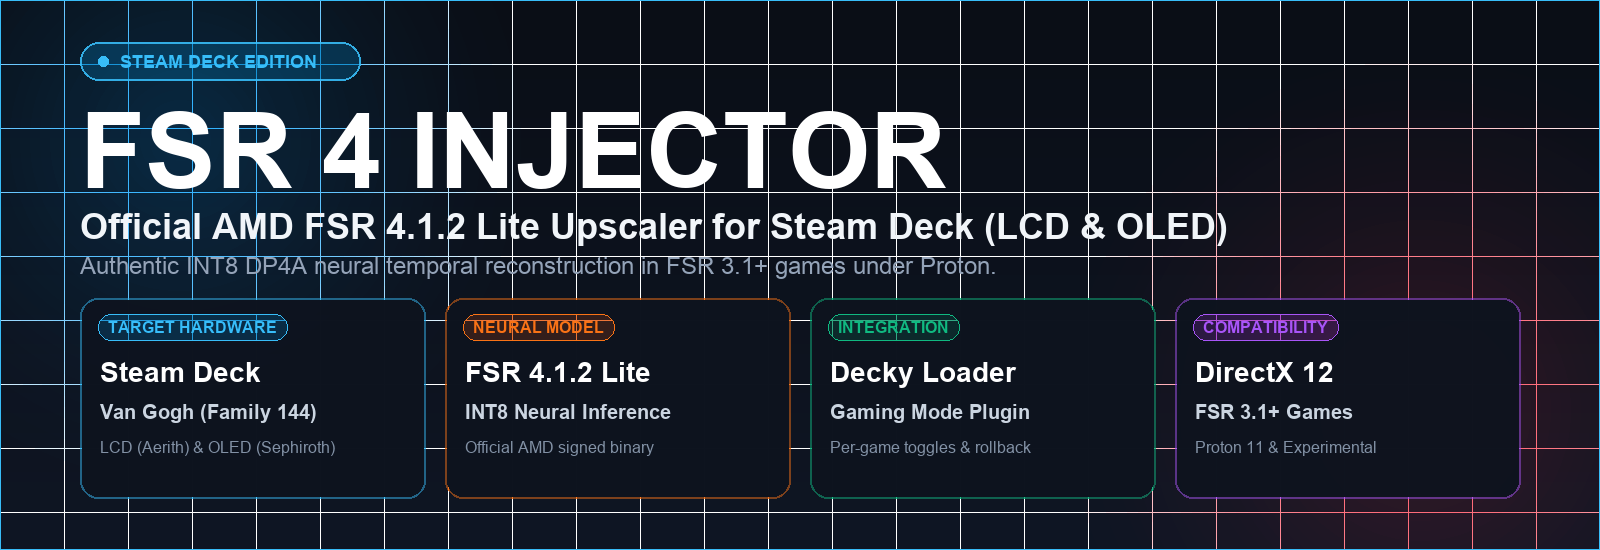 STEAM DECK EDITION
FSR 4 INJECTOR
Official AMD FSR 4.1.2 Lite Upscaler for Steam Deck (LCD & OLED)
Authentic INT8 DP4A neural temporal reconstruction in FSR 3.1+ games under Proton.
TARGET HARDWARE
Steam Deck
Van Gogh (Family 144)
LCD (Aerith) & OLED (Sephiroth)
NEURAL MODEL
FSR 4.1.2 Lite
INT8 Neural Inference
Official AMD signed binary
INTEGRATION
Decky Loader
Gaming Mode Plugin
Per-game toggles & rollback
COMPATIBILITY
DirectX 12
FSR 3.1+ Games
Proton 11 & Experimental